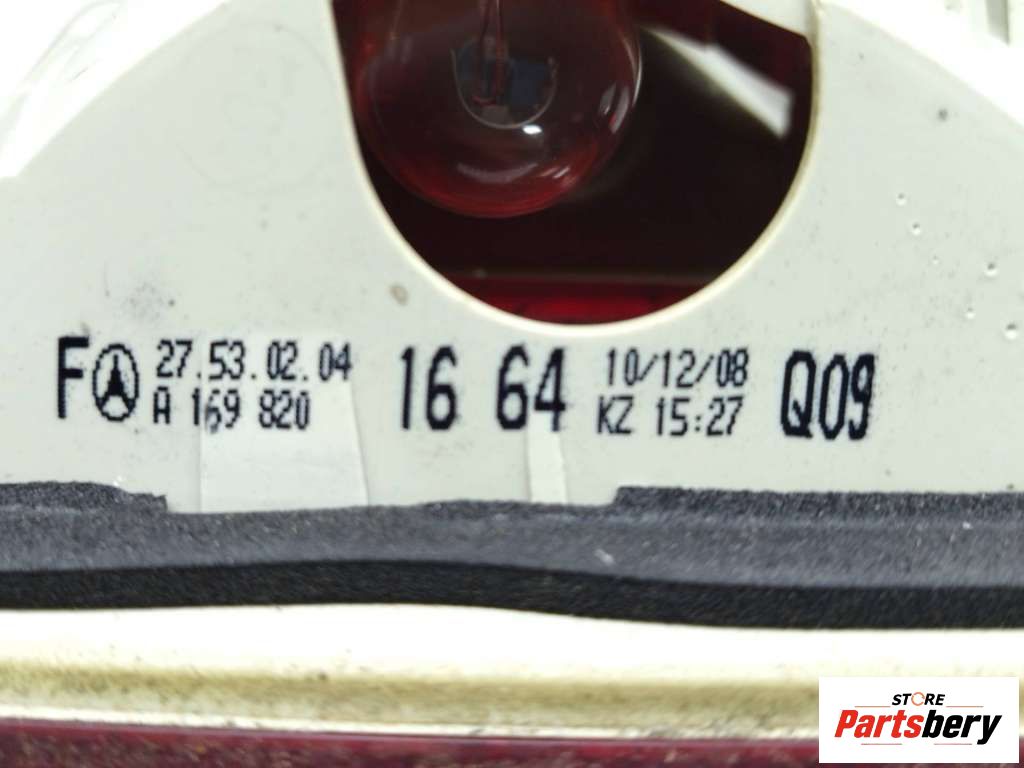 F 27.53.02.04 16 64 10/12/08 Q09
A 169 820 KZ 15:27
STORE
Partsbery